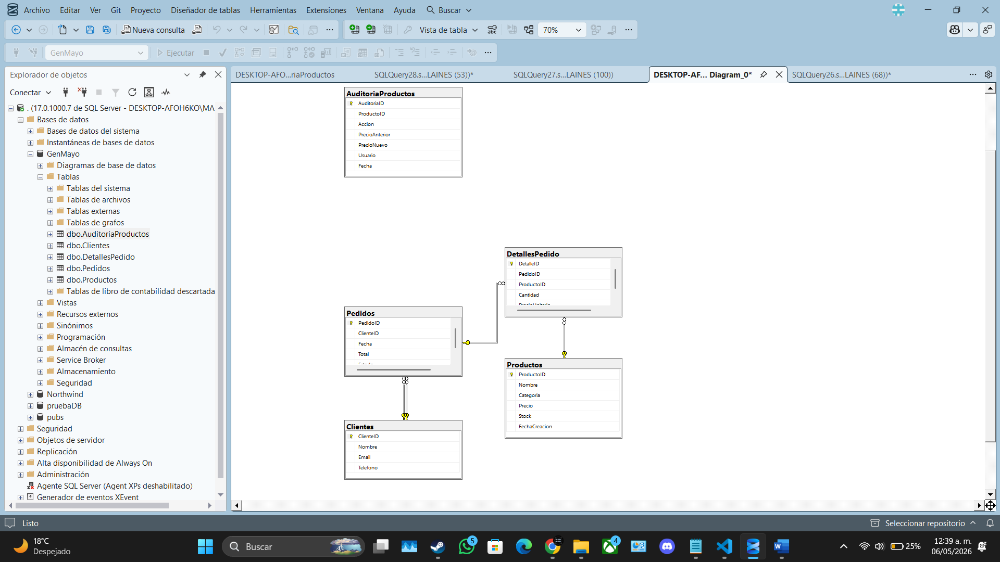 Archivo Editar Ver Git Proyecto Diseñador de tablas Herramientas Extensiones Ventana Ayuda Buscar
Nueva consulta Vista de tabla 70%
GenMayo Ejecutar
Explorador de objetos
Conectar
. (17.0.1000.7 de SQL Server - DESKTOP-AFOH6KO\MA
Bases de datos
Bases de datos del sistema
Instantáneas de bases de datos
GenMayo
Diagramas de base de datos
Tablas
Tablas del sistema
Tablas de archivos
Tablas externas
Tablas de grafos
dbo.AuditoriaProductos
dbo.Clientes
dbo.DetallesPedido
dbo.Pedidos
dbo.Productos
Tablas de libro de contabilidad descartada
Vistas
Recursos externos
Sinónimos
Programación
Almacén de consultas
Service Broker
Almacenamiento
Seguridad
Northwind
pruebaDB
pubs
Seguridad
Objetos de servidor
Replicación
Alta disponibilidad de Always On
Administración
Agente SQL Server (Agent XPs deshabilitado)
Generador de eventos XEvent
DESKTOP-AFO...riaProductos SQLQuery28.s...LAINES (53))* SQLQuery27.s...LAINES (100)) DESKTOP-AF... Diagram_0* SQLQuery26.s...LAINES (68))*
AuditoriaProductos
AuditoriaID
ProductoID
Accion
PrecioAnterior
PrecioNuevo
Usuario
Fecha
DetallesPedido
DetalleID
PedidoID
ProductoID
Cantidad
PrecioUnitario
Pedidos
PedidoID
ClienteID
Fecha
Total
Estado
Productos
ProductoID
Nombre
Categoria
Precio
Stock
FechaCreacion
Clientes
ClienteID
Nombre
Email
Telefono
Listo Seleccionar repositorio
18°C
Despejado
Buscar
5
4
25%
12:39 a. m.
06/05/2026